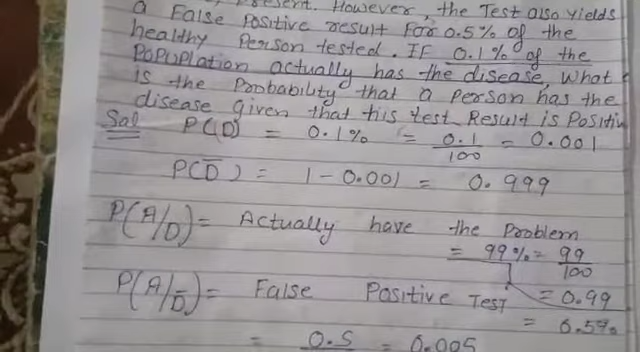 present. However, the Test also yields
a False Positive result For 0.5% of the
healthy Person tested. IF 0.1% of the
Population actually has the disease, What
is the Probability that a Person has the
disease given that his test Result is Positiv
Sol P(D) = 0.1% = 0.1/100 = 0.001
P(D̅) = 1 - 0.001 = 0.999
P(A/D) = Actually have the Problem
= 99% = 99/100
= 0.99
P(A/D̅) = False Positive Test = 0.5%
= 0.5 = 0.005